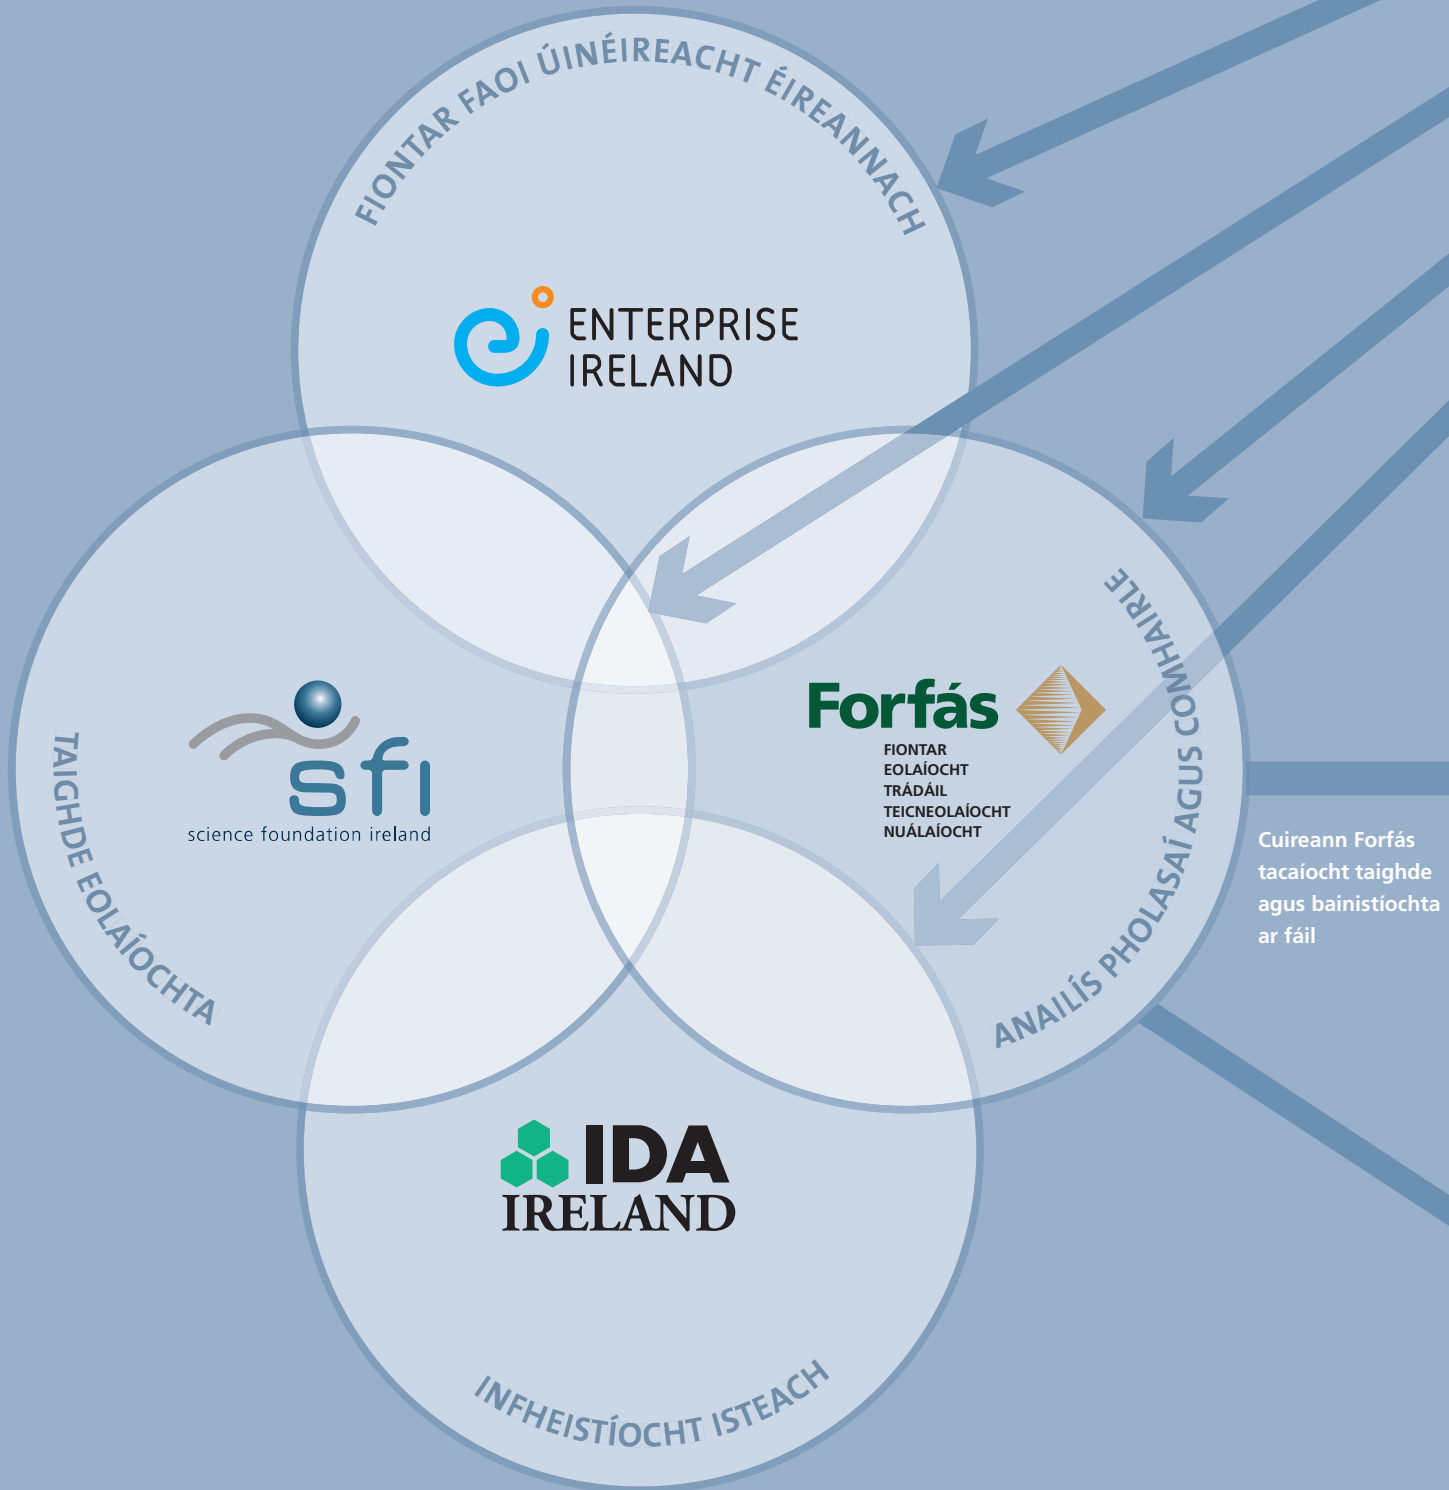 FIONTAR FAOI ÚINÉIREACHT ÉIREANNACH
ENTERPRISE
IRELAND
TAIGHDE EOLAÍOCHTA
sfi
science foundation ireland
Forfás
FIONTAR
EOLAÍOCHT
TRÁDÁIL
TEICNEOLAÍOCHT
NUÁLAÍOCHT
ANAILÍS PHOLASAÍ AGUS COMHAIRLE
Cuireann Forfás
tacaíocht taighde
agus bainistíochta
ar fáil
IDA
IRELAND
INFHEISTÍOCHT ISTEACH